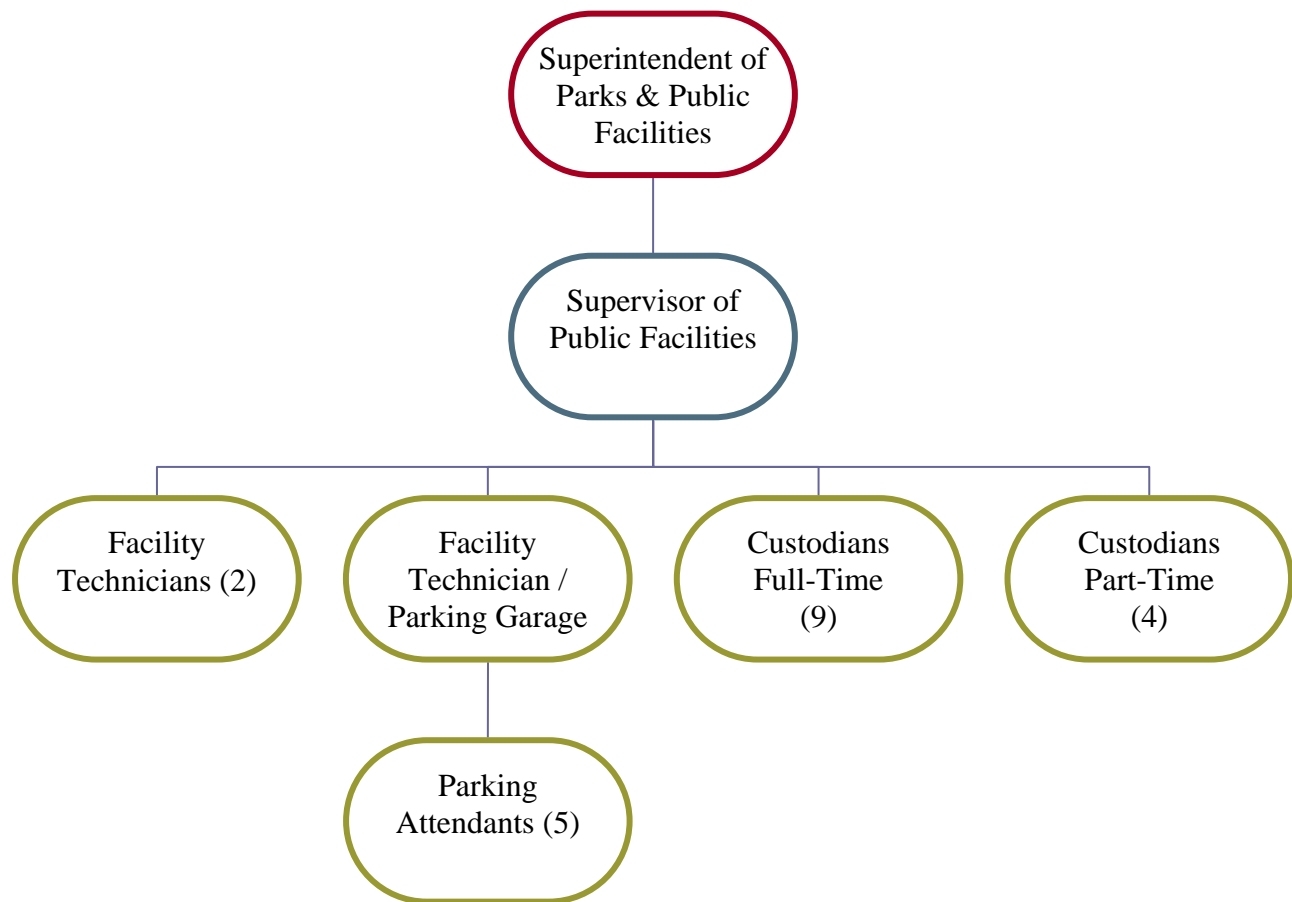 Superintendent of
Parks & Public
Facilities
Supervisor of
Public Facilities
Facility
Technicians (2)
Facility
Technician /
Parking Garage
Custodians
Full-Time
(9)
Custodians
Part-Time
(4)
Parking
Attendants (5)